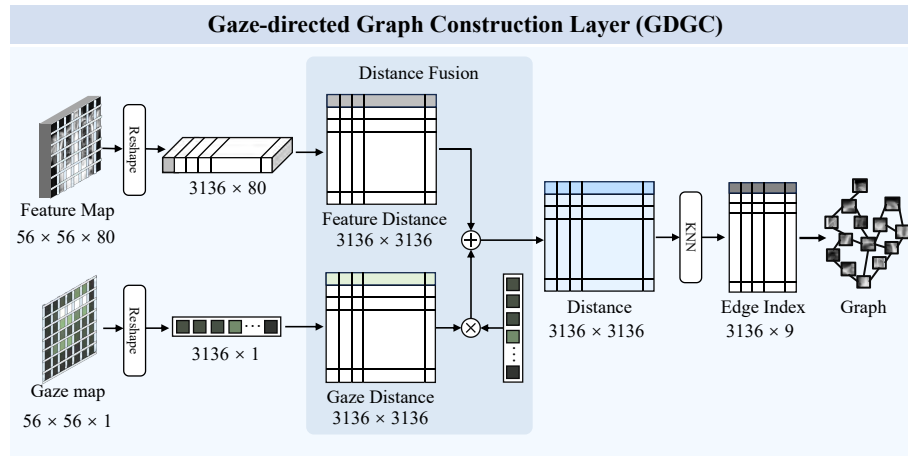 Gaze-directed Graph Construction Layer (GDGC)
Distance Fusion
Reshape
3136 × 80
Feature Map
56 × 56 × 80
Feature Distance
3136 × 3136
KNN
Reshape
3136 × 1
Gaze map
56 × 56 × 1
Gaze Distance
3136 × 3136
Distance
3136 × 3136
Edge Index
3136 × 9
Graph